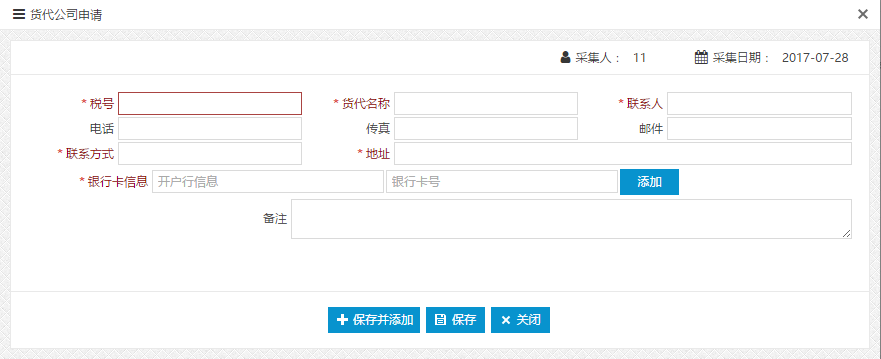 货代公司申请
采集人： 11 采集日期： 2017-07-28
* 税号 * 货代名称 * 联系人
电话 传真 邮件
* 联系方式 * 地址
* 银行卡信息 开户行信息 银行卡号 添加
备注
保存并添加 保存 关闭